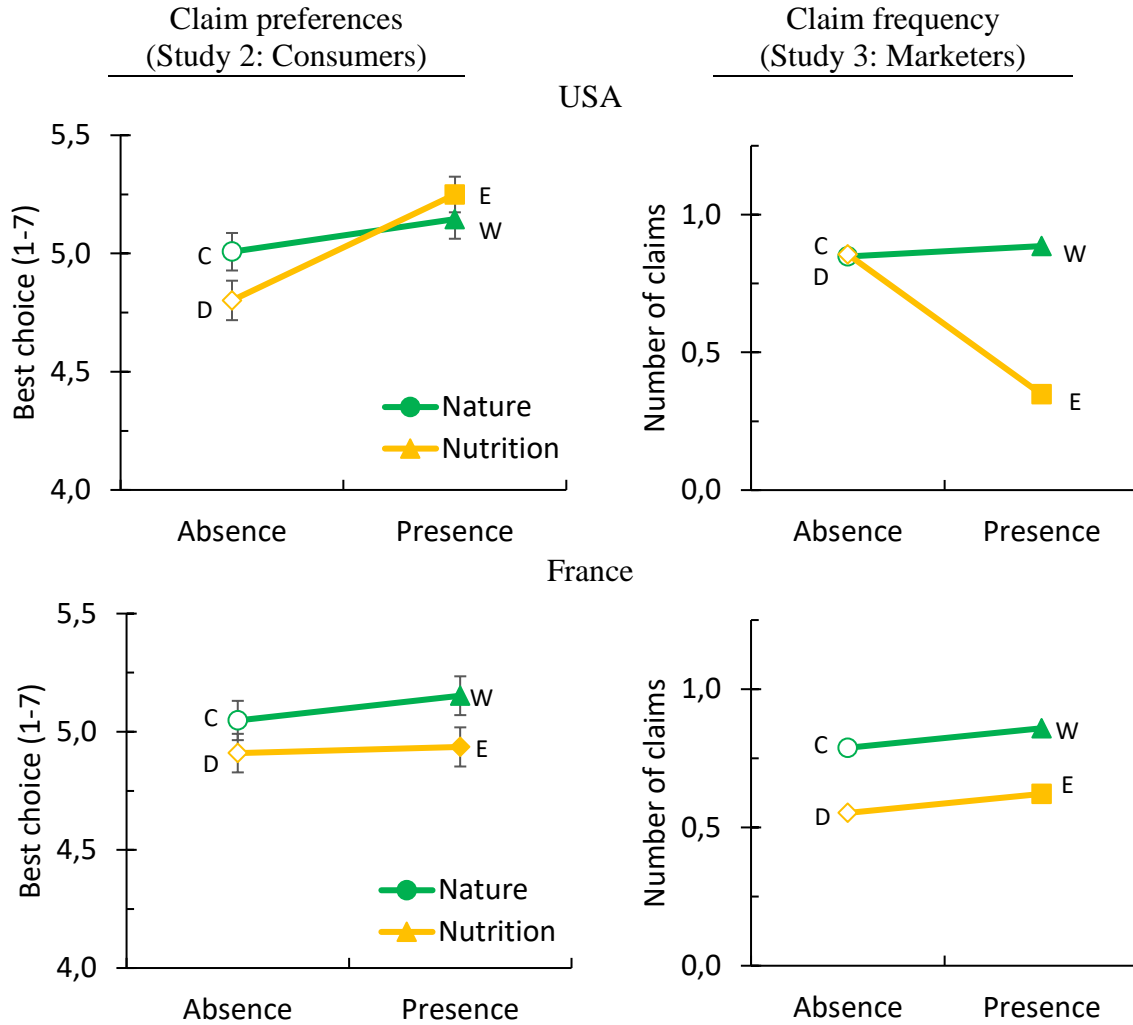 Claim preferences
(Study 2: Consumers)
Claim frequency
(Study 3: Marketers)
USA
Best choice (1-7)
5,5
5,0
4,5
4,0
C
D
E
W
Nature
Nutrition
Absence
Presence
Number of claims
1,0
0,5
0,0
C
D
W
E
Absence
Presence
France
Best choice (1-7)
5,5
5,0
4,5
4,0
C
D
W
E
Nature
Nutrition
Absence
Presence
Number of claims
1,0
0,5
0,0
C
D
W
E
Absence
Presence